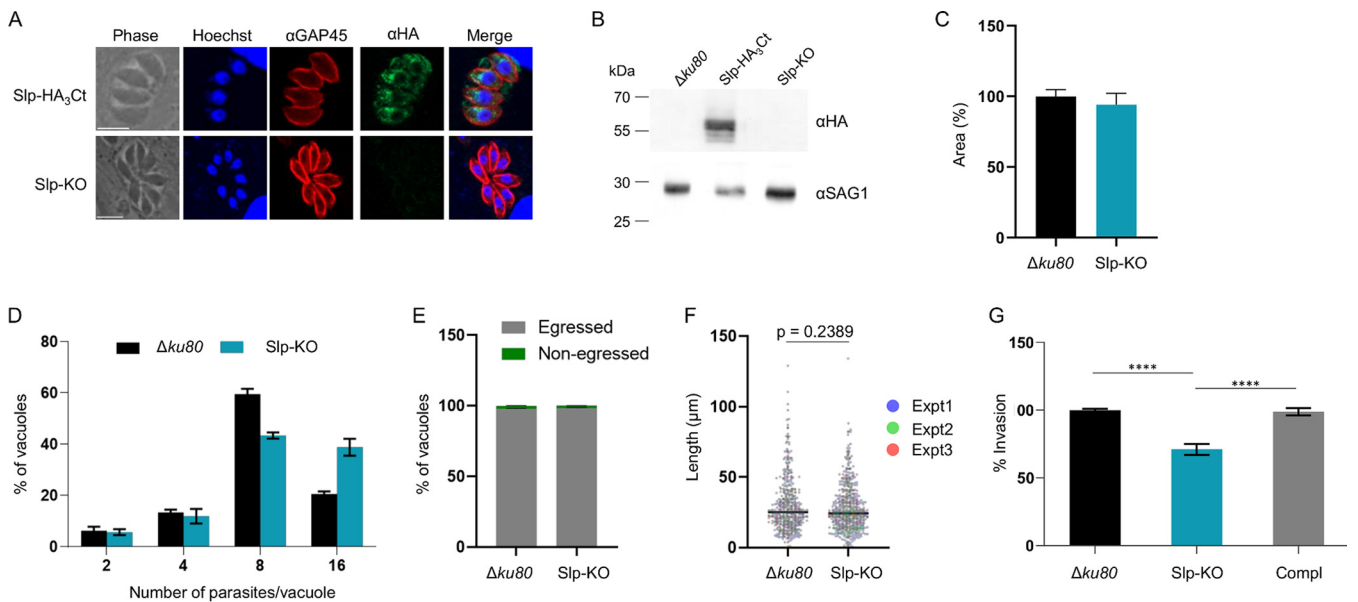 A
Phase Hoechst αGAP45 αHA Merge
Slp-HA3Ct
Slp-KO
B
kDa
Δku80 Slp-HA3Ct Slp-KO
70
55
αHA
30
25
αSAG1
C
150
100
50
0
Area (%)
Δku80 Slp-KO
D
Δku80 Slp-KO
80
60
40
20
0
% of vacuoles
2 4 8 16
Number of parasites/vacuole
E
Egressed
Non-egressed
150
100
50
0
% of vacuoles
Δku80 Slp-KO
F
p = 0.2389
150
100
50
0
Length (µm)
Expt1
Expt2
Expt3
Δku80 Slp-KO
G
150
00
50
0
% Invasion
**** ****
Δku80 Slp-KO Compl